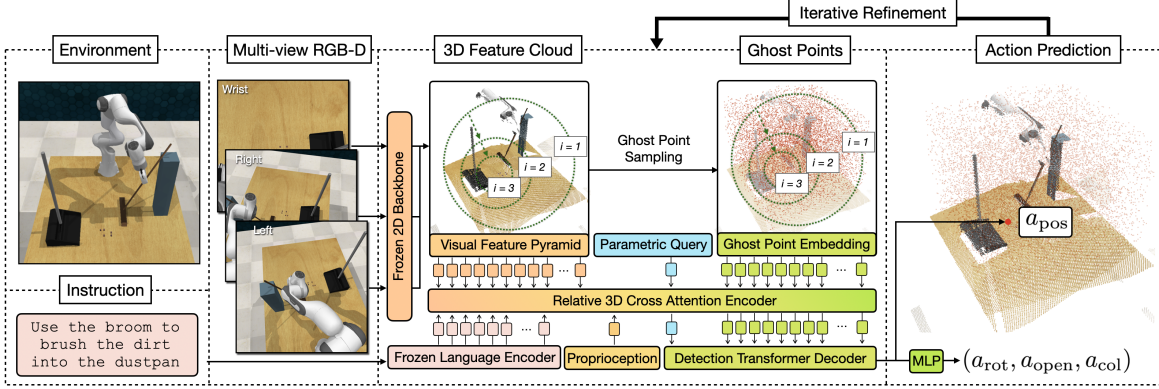 Iterative Refinement
Environment
Multi-view RGB-D
3D Feature Cloud
Ghost Points
Action Prediction
Wrist
Right
Left
Frozen 2D Backbone
i = 1
i = 2
i = 3
Ghost Point
Sampling
i = 1
i = 2
i = 3
a_pos
Visual Feature Pyramid
Parametric Query
Ghost Point Embedding
...
...
Relative 3D Cross Attention Encoder
Instruction
Use the broom to
brush the dirt
into the dustpan
...
...
Frozen Language Encoder
Proprioception
Detection Transformer Decoder
MLP
(a_rot, a_open, a_col)